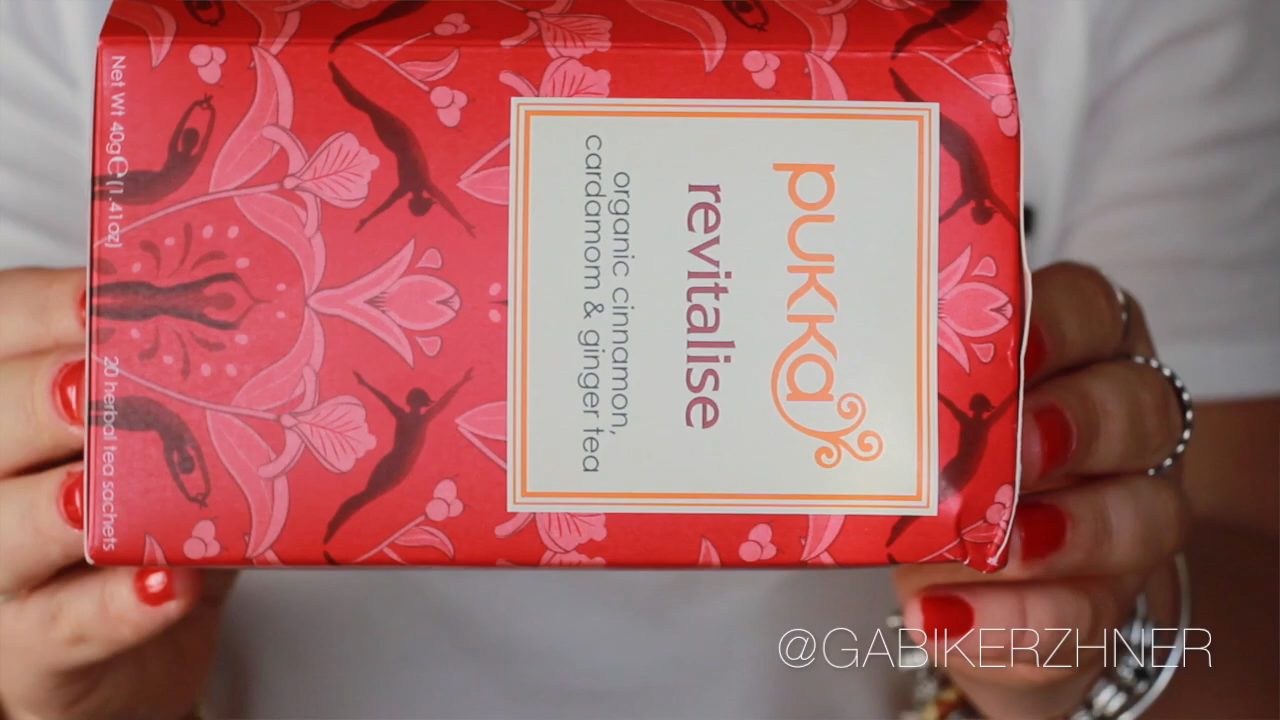 pukka
revitalise
organic cinnamon,
cardamom & ginger tea
Net Wt 40g℮(1.41oz)
20 herbal tea sachets
@GABIKERZHNER